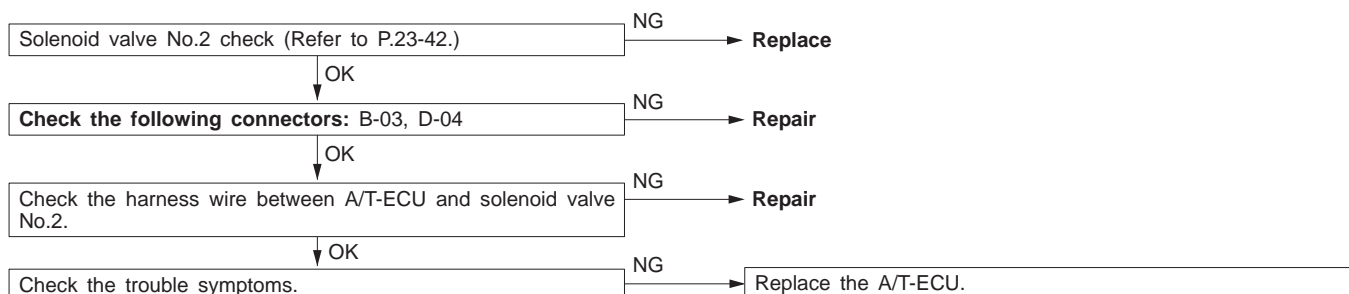 NG
Solenoid valve No.2 check (Refer to P.23-42.)
Replace
OK
NG
Check the following connectors: B-03, D-04
Repair
OK
NG
Check the harness wire between A/T-ECU and solenoid valve
No.2.
Repair
OK
NG
Check the trouble symptoms.
Replace the A/T-ECU.